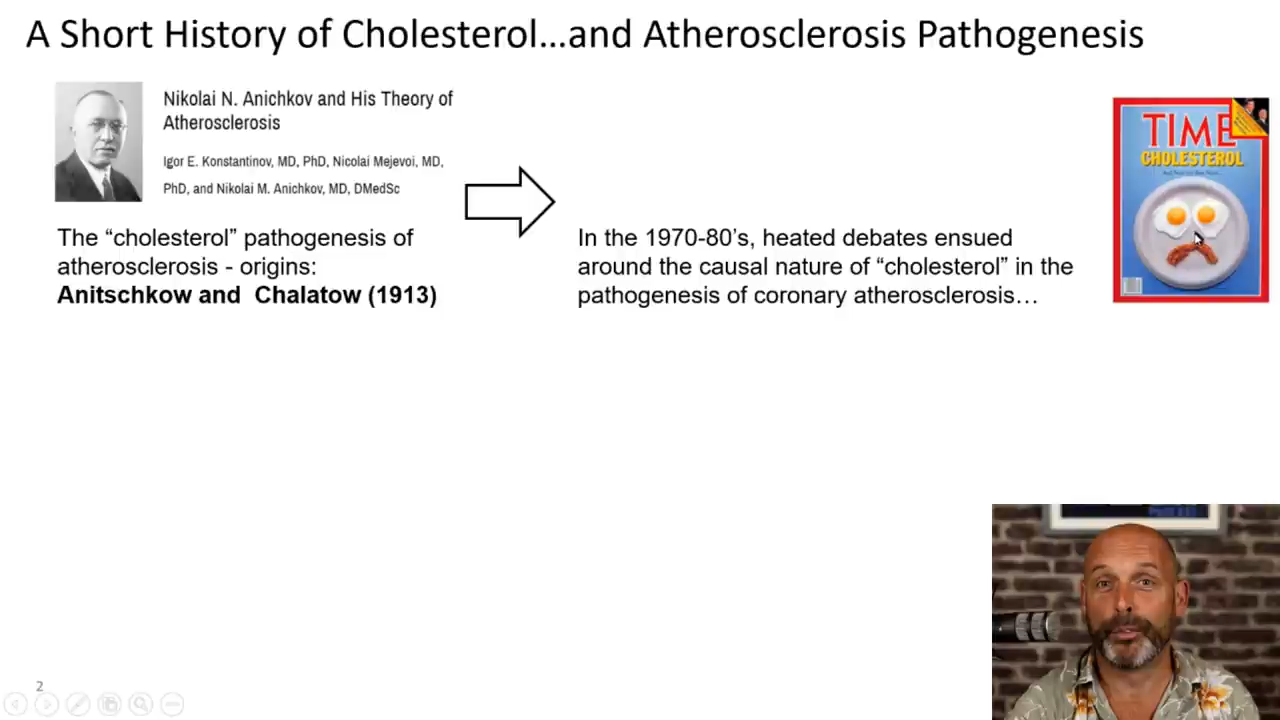 A Short History of Cholesterol…and Atherosclerosis Pathogenesis
Nikolai N. Anichkov and His Theory of
Atherosclerosis
Igor E. Konstantinov, MD, PhD, Nicolai Mejevoi, MD,
PhD, and Nikolai M. Anichkov, MD, DMedSc
The “cholesterol” pathogenesis of
atherosclerosis - origins:
Anitschkow and Chalatow (1913)
In the 1970-80’s, heated debates ensued
around the causal nature of “cholesterol” in the
pathogenesis of coronary atherosclerosis…
TIME
CHOLESTEROL
2